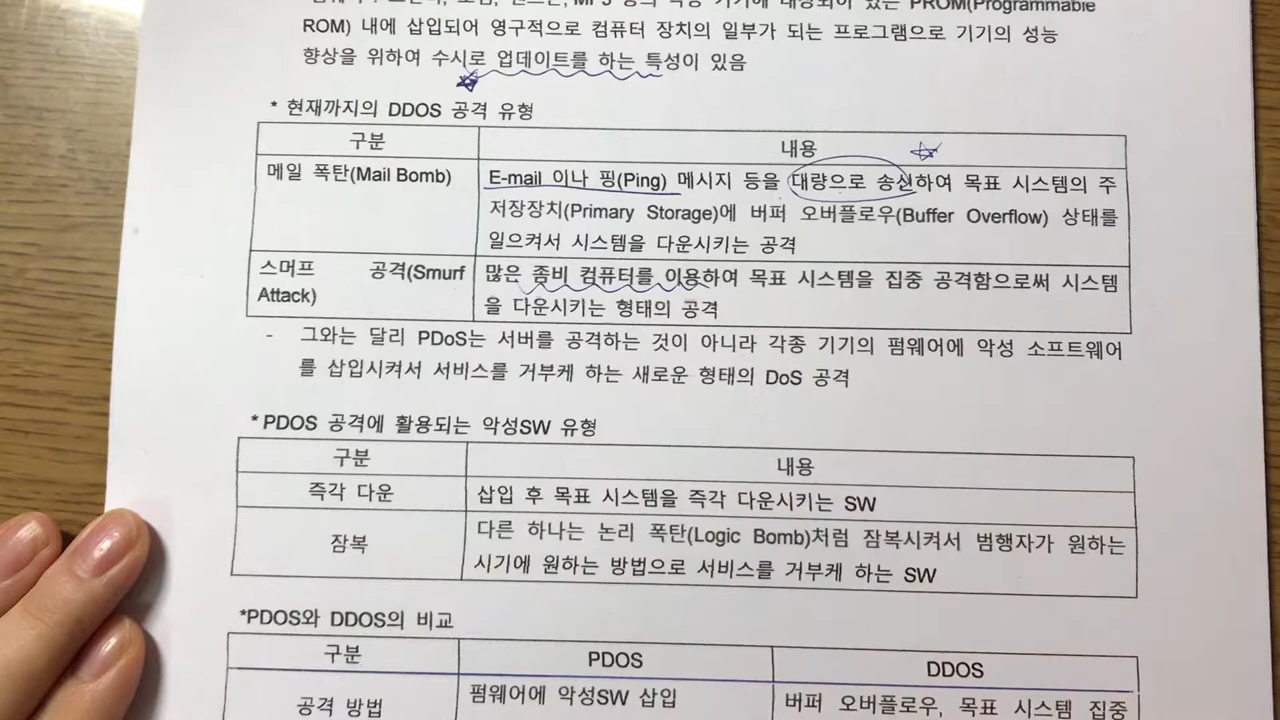 PROM(Programmable
ROM) 내에 삽입되어 영구적으로 컴퓨터 장치의 일부가 되는 프로그램으로 기기의 성능
향상을 위하여 수시로 업데이트를 하는 특성이 있음
* 현재까지의 DDOS 공격 유형
구분 내용
메일 폭탄(Mail Bomb) E-mail 이나 핑(Ping) 메시지 등을 대량으로 송신하여 목표 시스템의 주
저장장치(Primary Storage)에 버퍼 오버플로우(Buffer Overflow) 상태를
일으켜서 시스템을 다운시키는 공격
스머프 공격(Smurf 많은 좀비 컴퓨터를 이용하여 목표 시스템을 집중 공격함으로써 시스템
Attack) 을 다운시키는 형태의 공격
- 그와는 달리 PDoS는 서버를 공격하는 것이 아니라 각종 기기의 펌웨어에 악성 소프트웨어
를 삽입시켜서 서비스를 거부케 하는 새로운 형태의 DoS 공격
* PDOS 공격에 활용되는 악성SW 유형
구분 내용
즉각 다운 삽입 후 목표 시스템을 즉각 다운시키는 SW
잠복 다른 하나는 논리 폭탄(Logic Bomb)처럼 잠복시켜서 범행자가 원하는
시기에 원하는 방법으로 서비스를 거부케 하는 SW
*PDOS와 DDOS의 비교
구분 PDOS DDOS
공격 방법 펌웨어에 악성SW 삽입 버퍼 오버플로우, 목표 시스템 집중